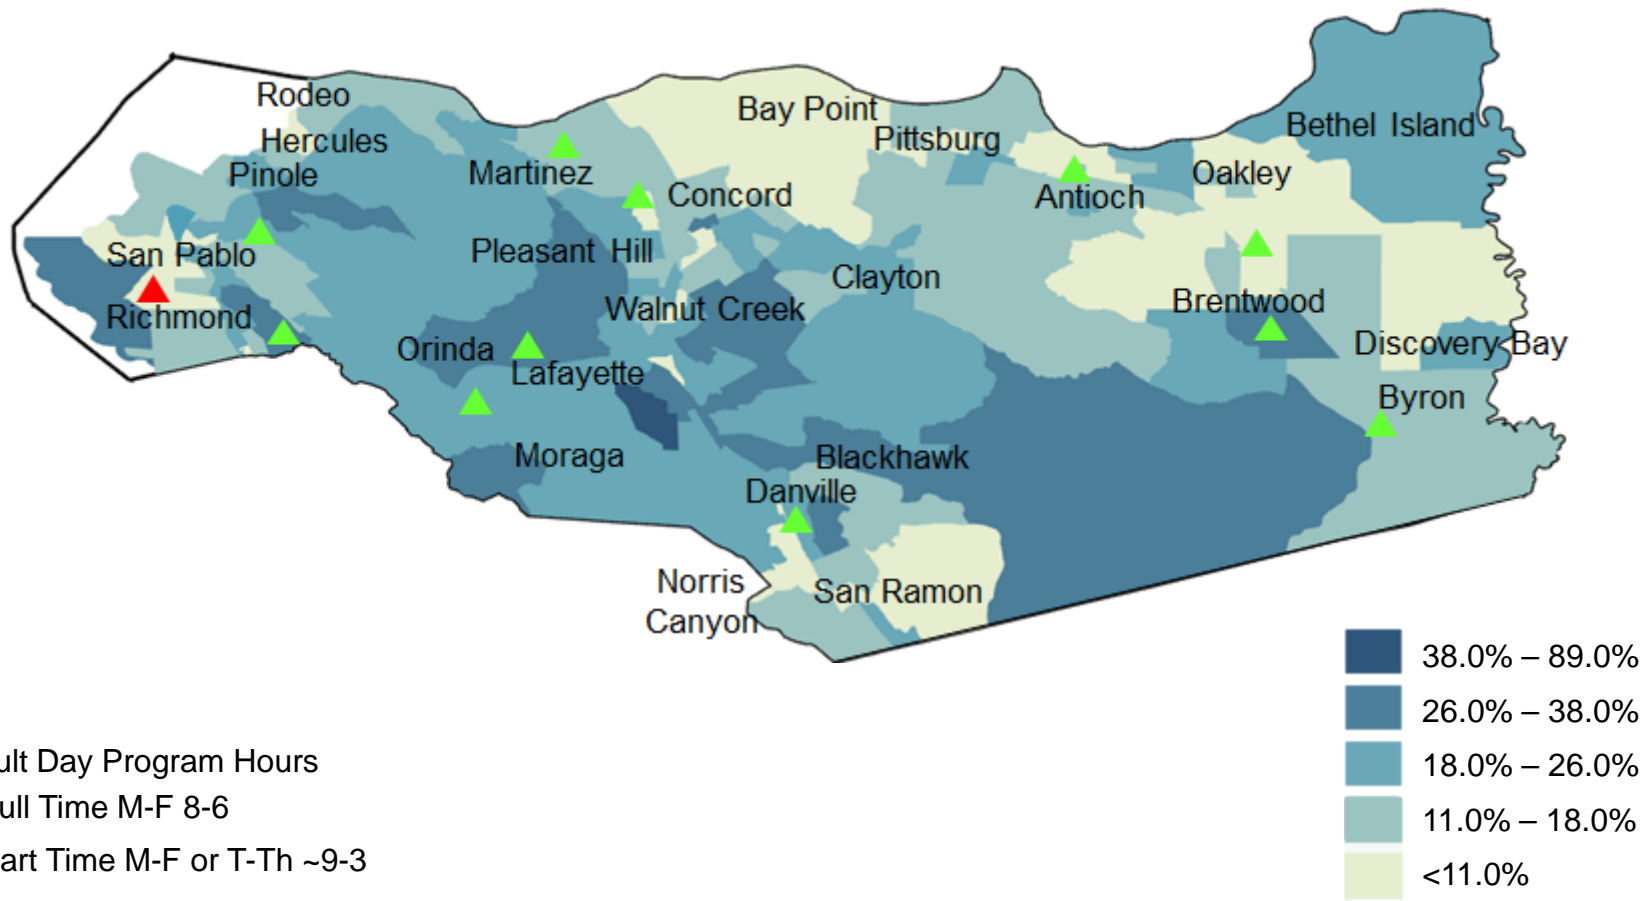 Rodeo
Bay Point
Hercules
Pittsburg
Bethel Island
Pinole
Martinez
Concord
Antioch
Oakley
San Pablo
Pleasant Hill
Clayton
Richmond
Walnut Creek
Brentwood
Orinda
Discovery Bay
Lafayette
Byron
Moraga
Blackhawk
Danville
Norris
Canyon
San Ramon
38.0% – 89.0%
26.0% – 38.0%
18.0% – 26.0%
11.0% – 18.0%
<11.0%
ult Day Program Hours
ull Time M-F 8-6
art Time M-F or T-Th ~9-3